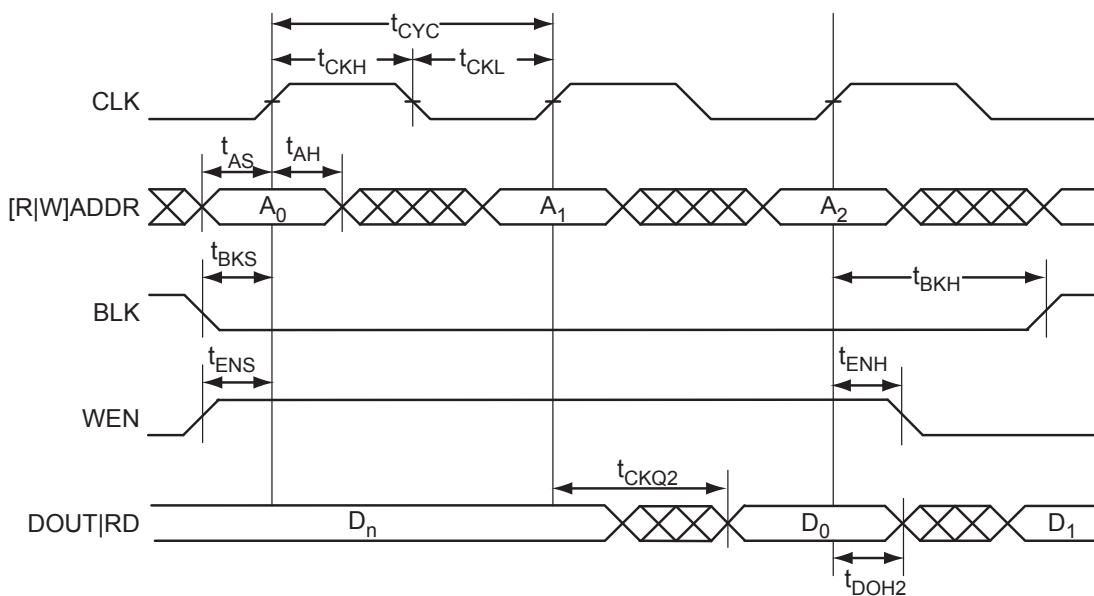 tCYC
tCKH
tCKL
CLK
tAS
tAH
[R|W]ADDR
A0
A1
A2
tBKS
tBKH
BLK
tENS
tENH
WEN
tCKQ2
DOUT|RD
Dn
D0
D1
tDOH2